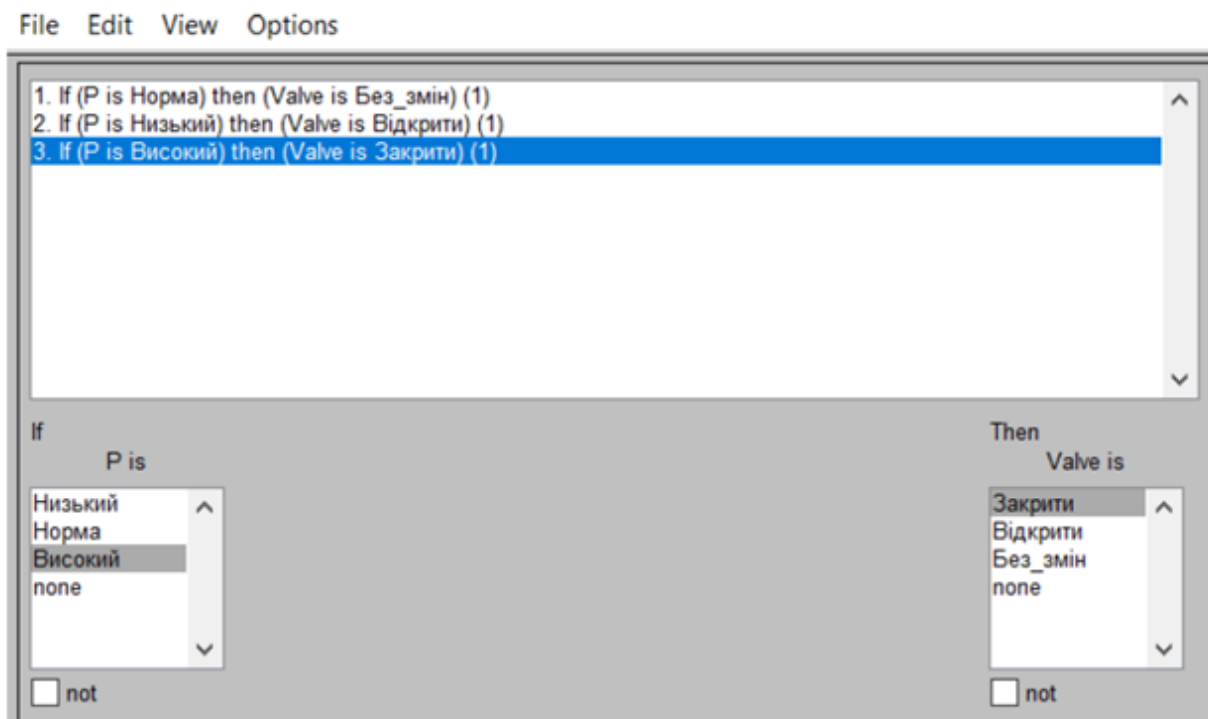 File Edit View Options
1. If (P is Норма) then (Valve is Без_змін) (1)
2. If (P is Низький) then (Valve is Відкрити) (1)
3. If (P is Високий) then (Valve is Закрити) (1)
If
P is
Низький
Норма
Високий
none
not
Then
Valve is
Закрити
Відкрити
Без_змін
none
not